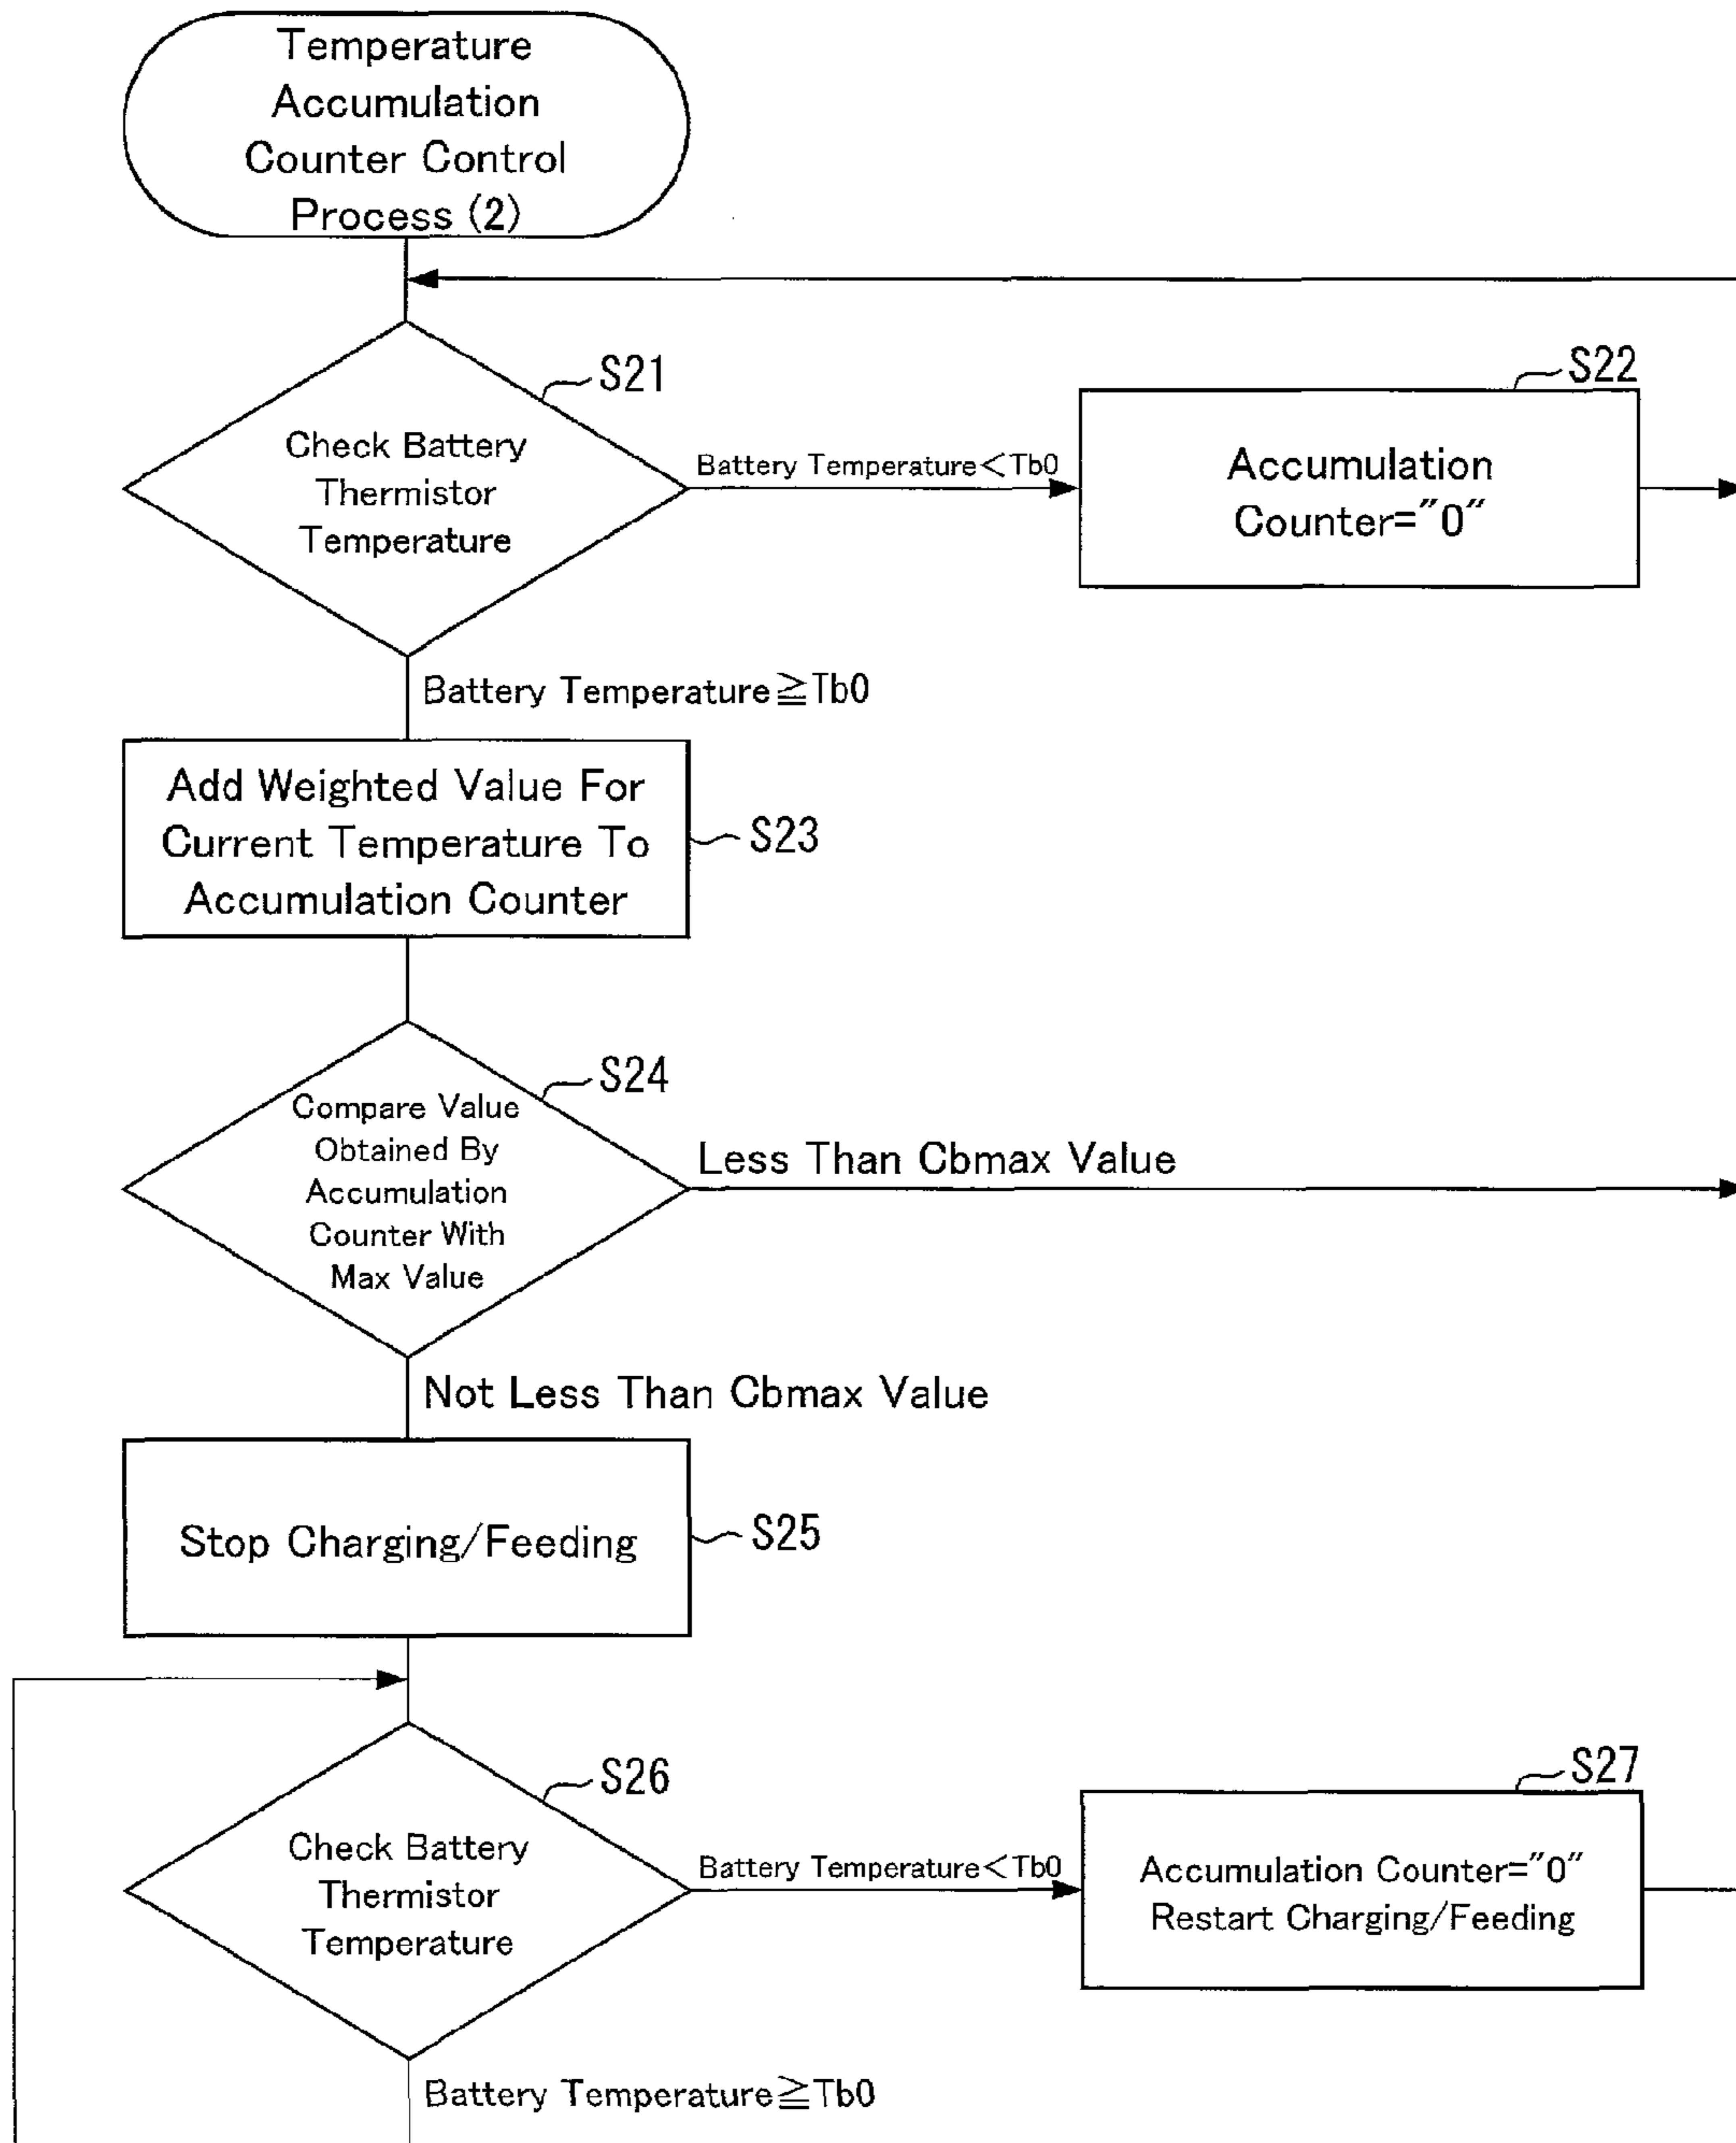 Temperature
Accumulation
Counter Control
Process (2)
S21
Check Battery
Thermistor
Temperature
Battery Temperature<Tb0
S22
Accumulation
Counter="0"
Battery Temperature≧Tb0
Add Weighted Value For
Current Temperature To
Accumulation Counter
S23
S24
Compare Value
Obtained By
Accumulation
Counter With
Max Value
Less Than Cbmax Value
Not Less Than Cbmax Value
Stop Charging/Feeding
S25
S26
Check Battery
Thermistor
Temperature
Battery Temperature<Tb0
S27
Accumulation Counter="0"
Restart Charging/Feeding
Battery Temperature≧Tb0